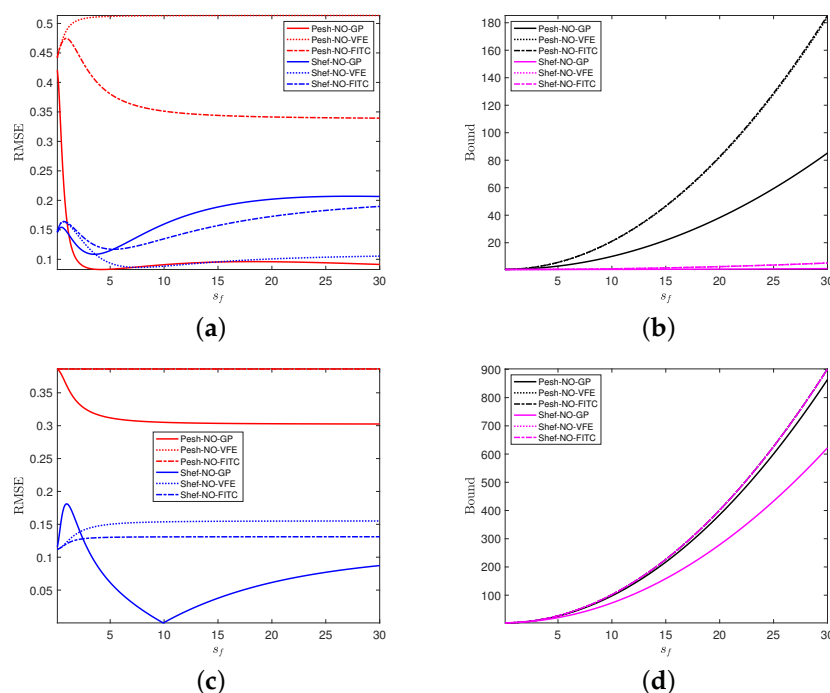 RMSE
0.5
0.45
0.4
0.35
0.3
0.25
0.2
0.15
0.1
5 10 15 20 25 30
s_f
Pesh-NO-GP
Pesh-NO-VFE
Pesh-NO-FITC
Shef-NO-GP
Shef-NO-VFE
Shef-NO-FITC
(a)
Bound
180
160
140
120
100
80
60
40
20
5 10 15 20 25 30
s_f
Pesh-NO-GP
Pesh-NO-VFE
Pesh-NO-FITC
Shef-NO-GP
Shef-NO-VFE
Shef-NO-FITC
(b)
RMSE
0.35
0.3
0.25
0.2
0.15
0.1
0.05
5 10 15 20 25 30
s_f
Pesh-NO-GP
Pesh-NO-VFE
Pesh-NO-FITC
Shef-NO-GP
Shef-NO-VFE
Shef-NO-FITC
(c)
Bound
900
800
700
600
500
400
300
200
100
5 10 15 20 25 30
s_f
Pesh-NO-GP
Pesh-NO-VFE
Pesh-NO-FITC
Shef-NO-GP
Shef-NO-VFE
Shef-NO-FITC
(d)